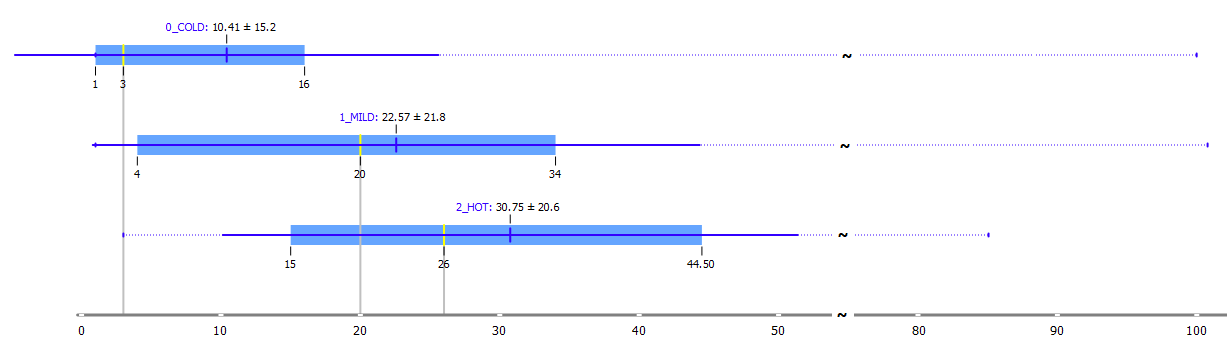 0_COLD: 10.41 ± 15.2
~
1 3 16
1_MILD: 22.57 ± 21.8
~
4 20 34
2_HOT: 30.75 ± 20.6
~
15 26 44.50
~
0 10 20 30 40 50 80 90 100